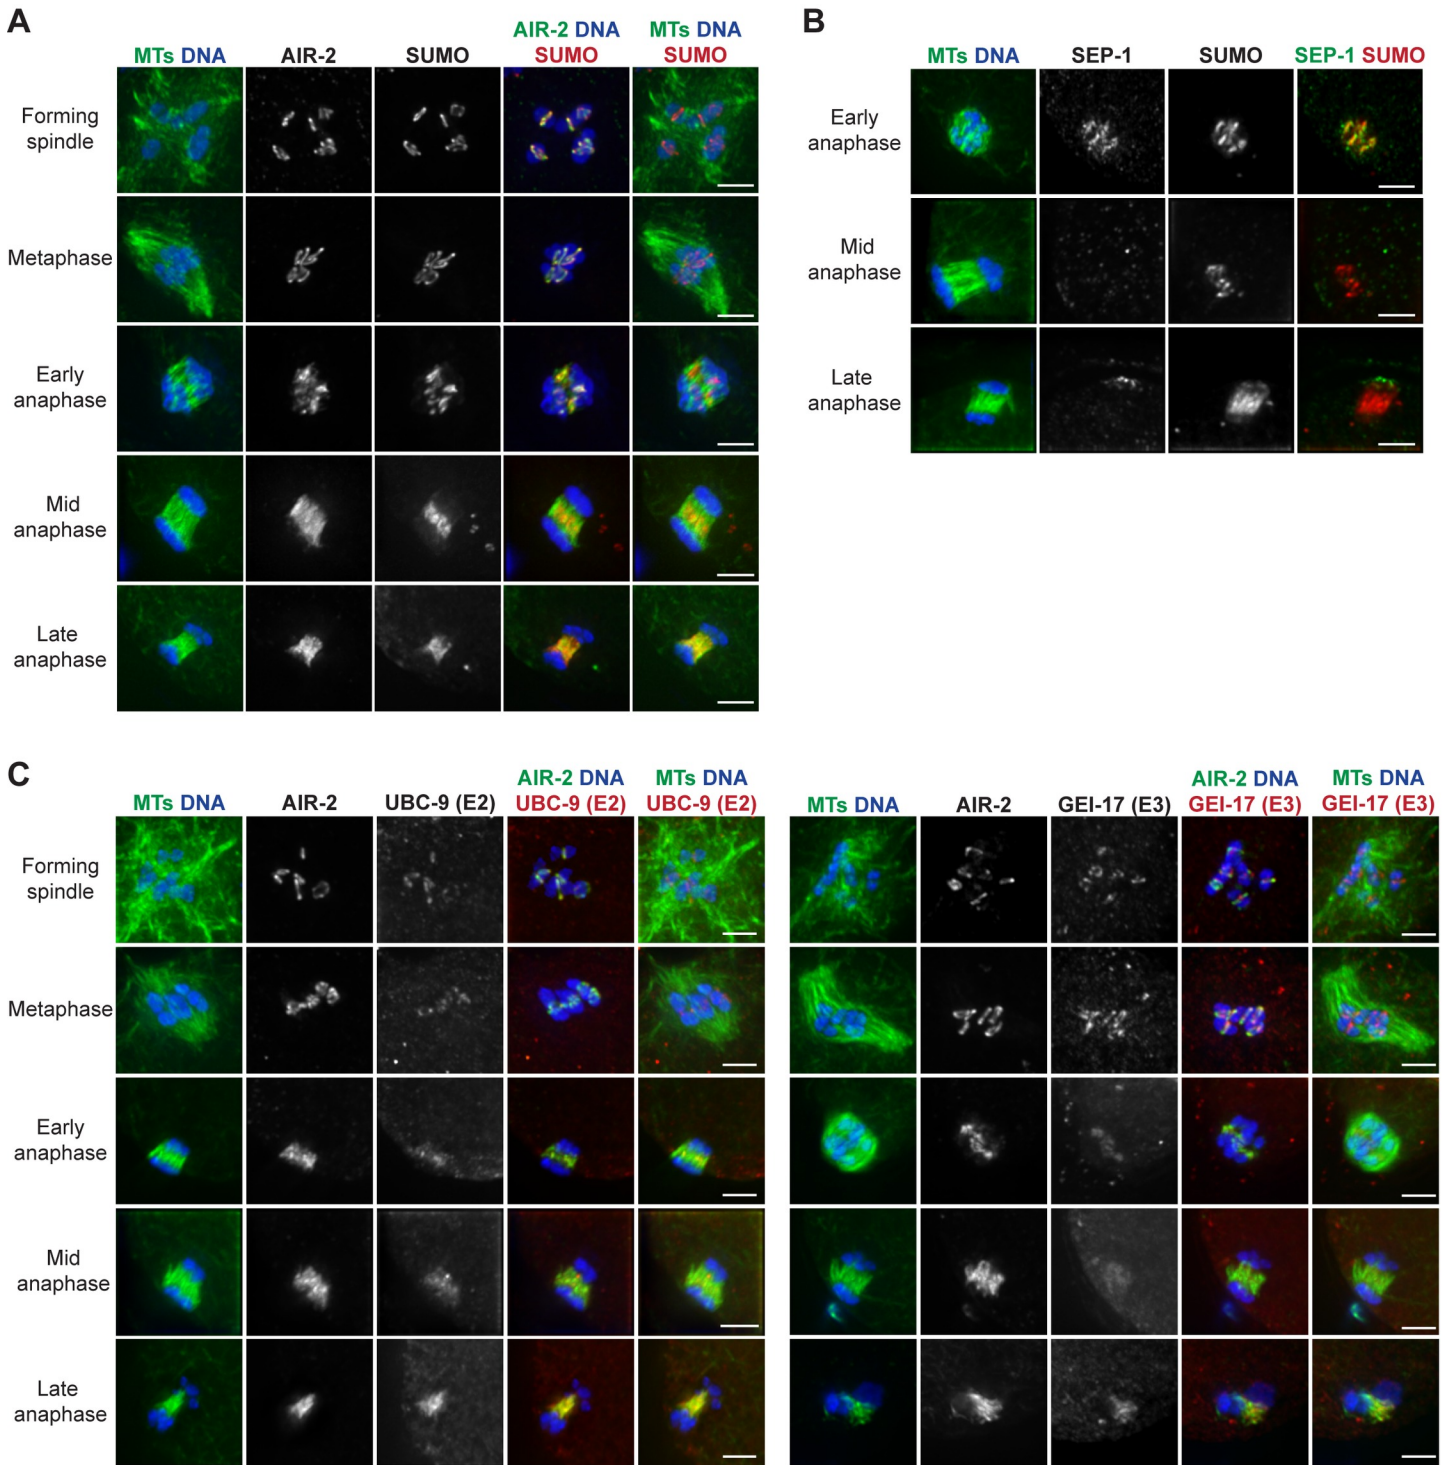 A
AIR-2 DNA MTs DNA
MTs DNA AIR-2 SUMO SUMO SUMO
Forming
spindle
Metaphase
Early
anaphase
Mid
anaphase
Late
anaphase
B
MTs DNA SEP-1 SUMO SEP-1 SUMO
Early
anaphase
Mid
anaphase
Late
anaphase
C
AIR-2 DNA MTs DNA
MTs DNA AIR-2 UBC-9 (E2) UBC-9 (E2) UBC-9 (E2)
Forming
spindle
Metaphase
Early
anaphase
Mid
anaphase
Late
anaphase
AIR-2 DNA MTs DNA
MTs DNA AIR-2 GEI-17 (E3) GEI-17 (E3) GEI-17 (E3)